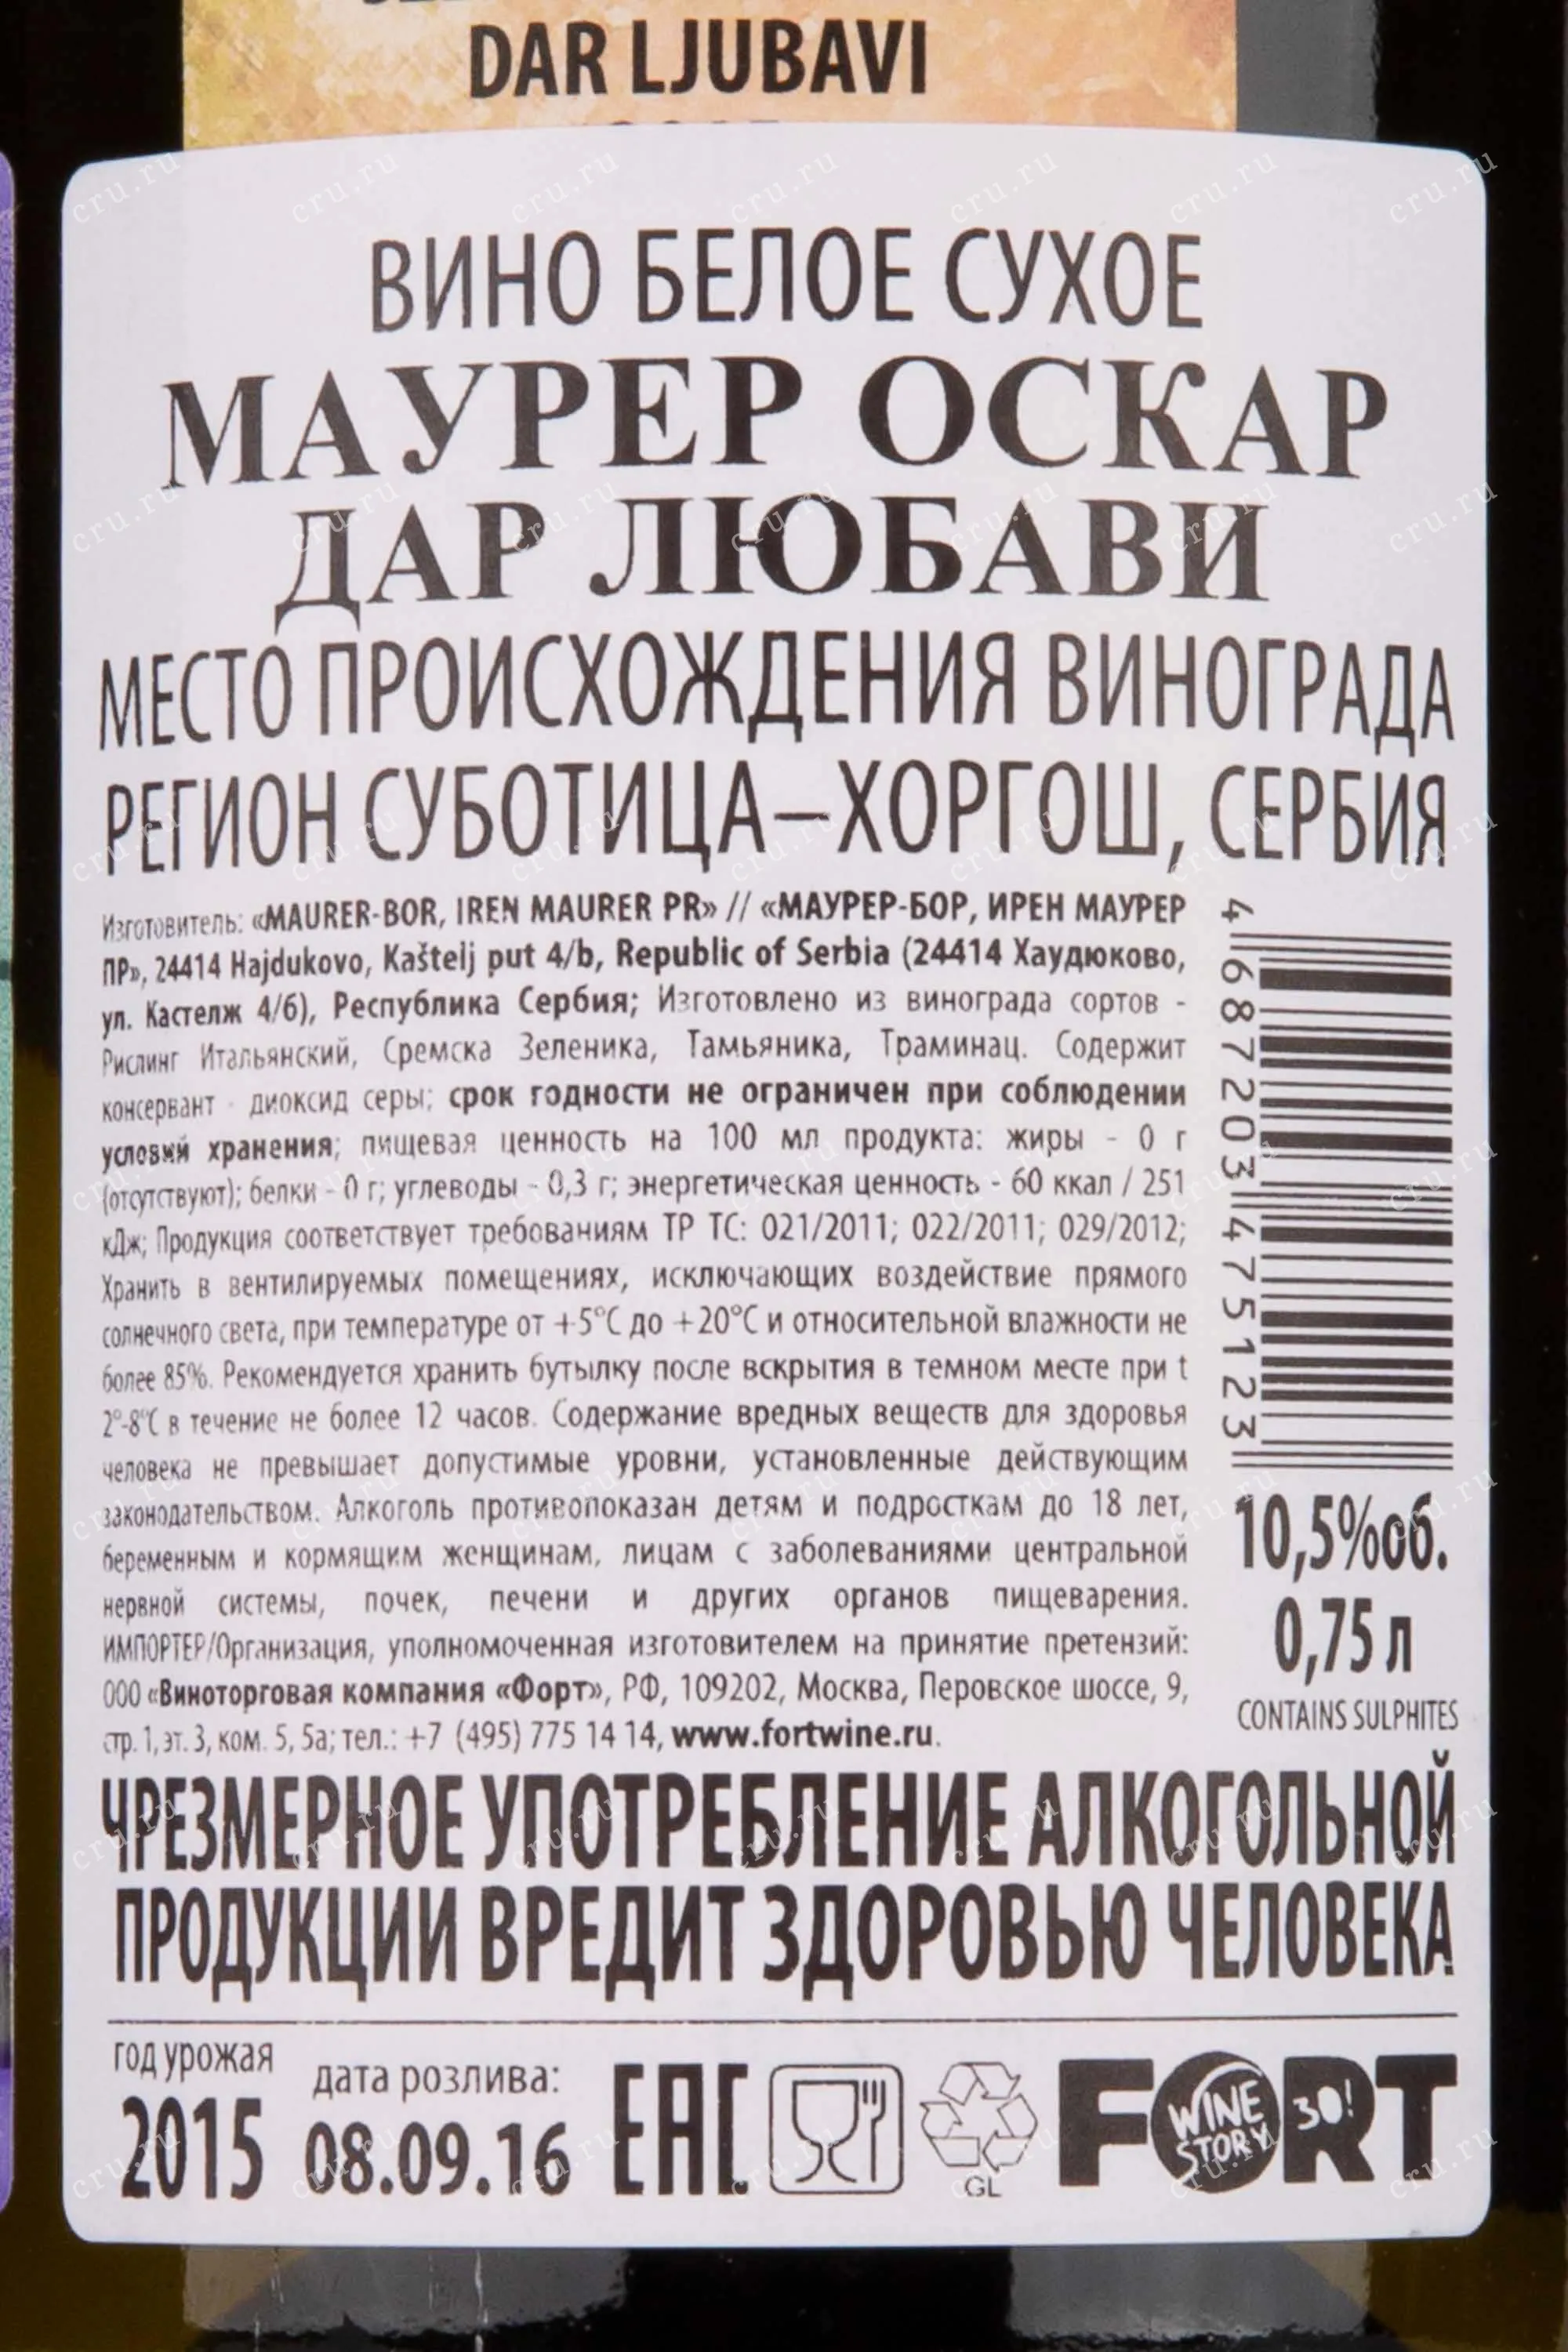 DAR LJUBAVI
ВИНО БЕЛОЕ СУХОЕ
МАУРЕР ОСКАР
ДАР ЛЮБАВИ
МЕСТО ПРОИСХОЖДЕНИЯ ВИНОГРАДА
РЕГИОН СУБОТИЦА–ХОРГОШ, СЕРБИЯ
Изготовитель: «MAURER-BOR, IREN MAURER PR» // «МАУРЕР-БОР, ИРЕН МАУРЕР
ПР», 24414 Hajdukovo, Kaštelj put 4/b, Republic of Serbia (24414 Хаудюково,
ул. Кастелж 4/б), Республика Сербия; Изготовлено из винограда сортов -
Рислинг Итальянский, Сремска Зеленика, Тамьяника, Траминац. Содержит
консервант - диоксид серы; срок годности не ограничен при соблюдении
условий хранения; пищевая ценность на 100 мл продукта: жиры - 0 г
(отсутствуют); белки - 0 г; углеводы - 0,3 г; энергетическая ценность - 60 ккал / 251
кДж; Продукция соответствует требованиям ТР ТС: 021/2011; 022/2011; 029/2012;
Хранить в вентилируемых помещениях, исключающих воздействие прямого
солнечного света, при температуре от +5°С до +20°С и относительной влажности не
более 85%. Рекомендуется хранить бутылку после вскрытия в темном месте при t
2°-8°С в течение не более 12 часов. Содержание вредных веществ для здоровья
человека не превышает допустимые уровни, установленные действующим
законодательством. Алкоголь противопоказан детям и подросткам до 18 лет,
беременным и кормящим женщинам, лицам с заболеваниями центральной
нервной системы, почек, печени и других органов пищеварения.
ИМПОРТЕР/Организация, уполномоченная изготовителем на принятие претензий:
ООО «Виноторговая компания «Форт», РФ, 109202, Москва, Перовское шоссе, 9,
стр. 1, эт. 3, ком. 5, 5а; тел.: +7 (495) 775 14 14, www.fortwine.ru.
4 687203 475123
10,5%об.
0,75 л
CONTAINS SULPHITES
ЧРЕЗМЕРНОЕ УПОТРЕБЛЕНИЕ АЛКОГОЛЬНОЙ
ПРОДУКЦИИ ВРЕДИТ ЗДОРОВЬЮ ЧЕЛОВЕКА
год урожая
2015
дата розлива:
08.09.16
EAC
GL
FORT
WINE
STORY
30!
cru.ru